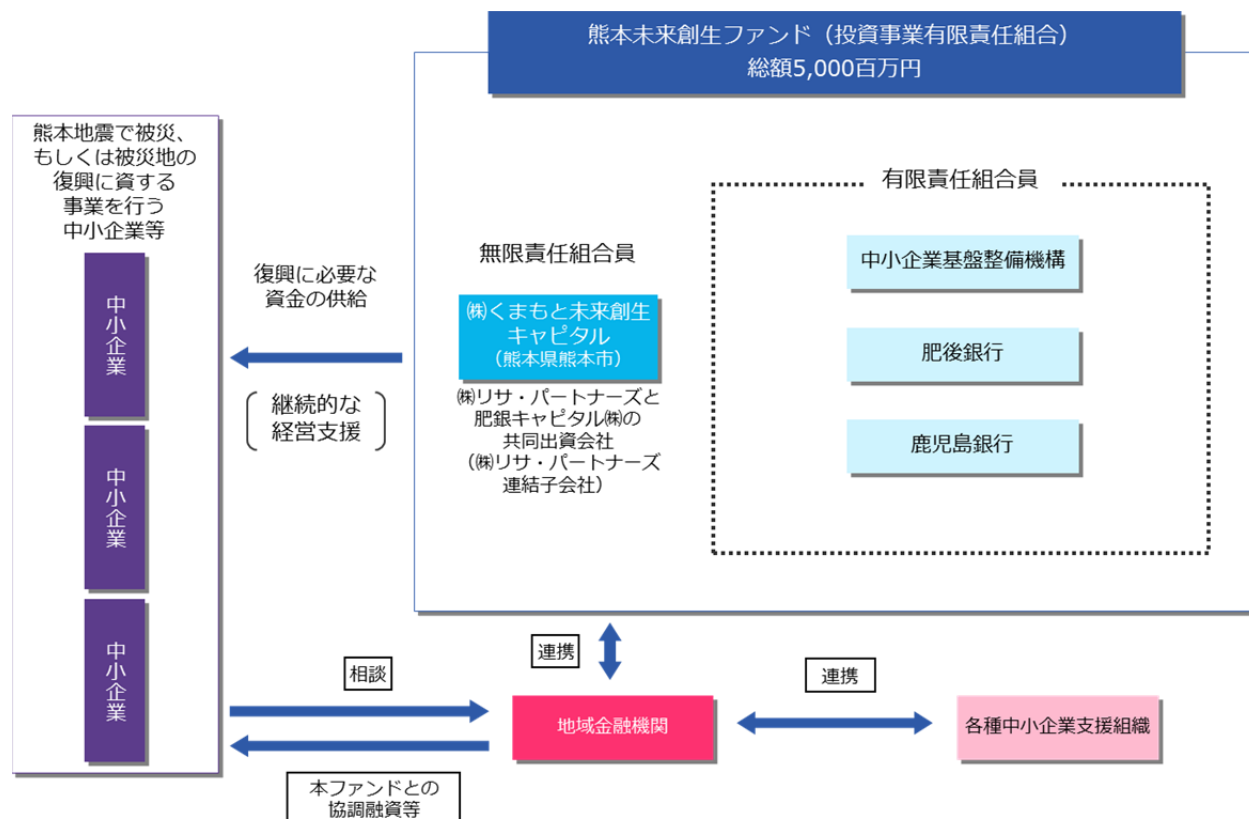 熊本未来創生ファンド（投資事業有限責任組合）
総額5,000百万円
熊本地震で被災、
もしくは被災地の
復興に資する
事業を行う
中小企業等
中小企業
中小企業
中小企業
復興に必要な
資金の供給
継続的な
経営支援
無限責任組合員
㈱くまもと未来創生
キャピタル
（熊本県熊本市）
㈱リサ・パートナーズと
肥銀キャピタル㈱の
共同出資会社
（㈱リサ・パートナーズ
連結子会社）
有限責任組合員
中小企業基盤整備機構
肥後銀行
鹿児島銀行
相談
連携
連携
地域金融機関
各種中小企業支援組織
本ファンドとの
協調融資等